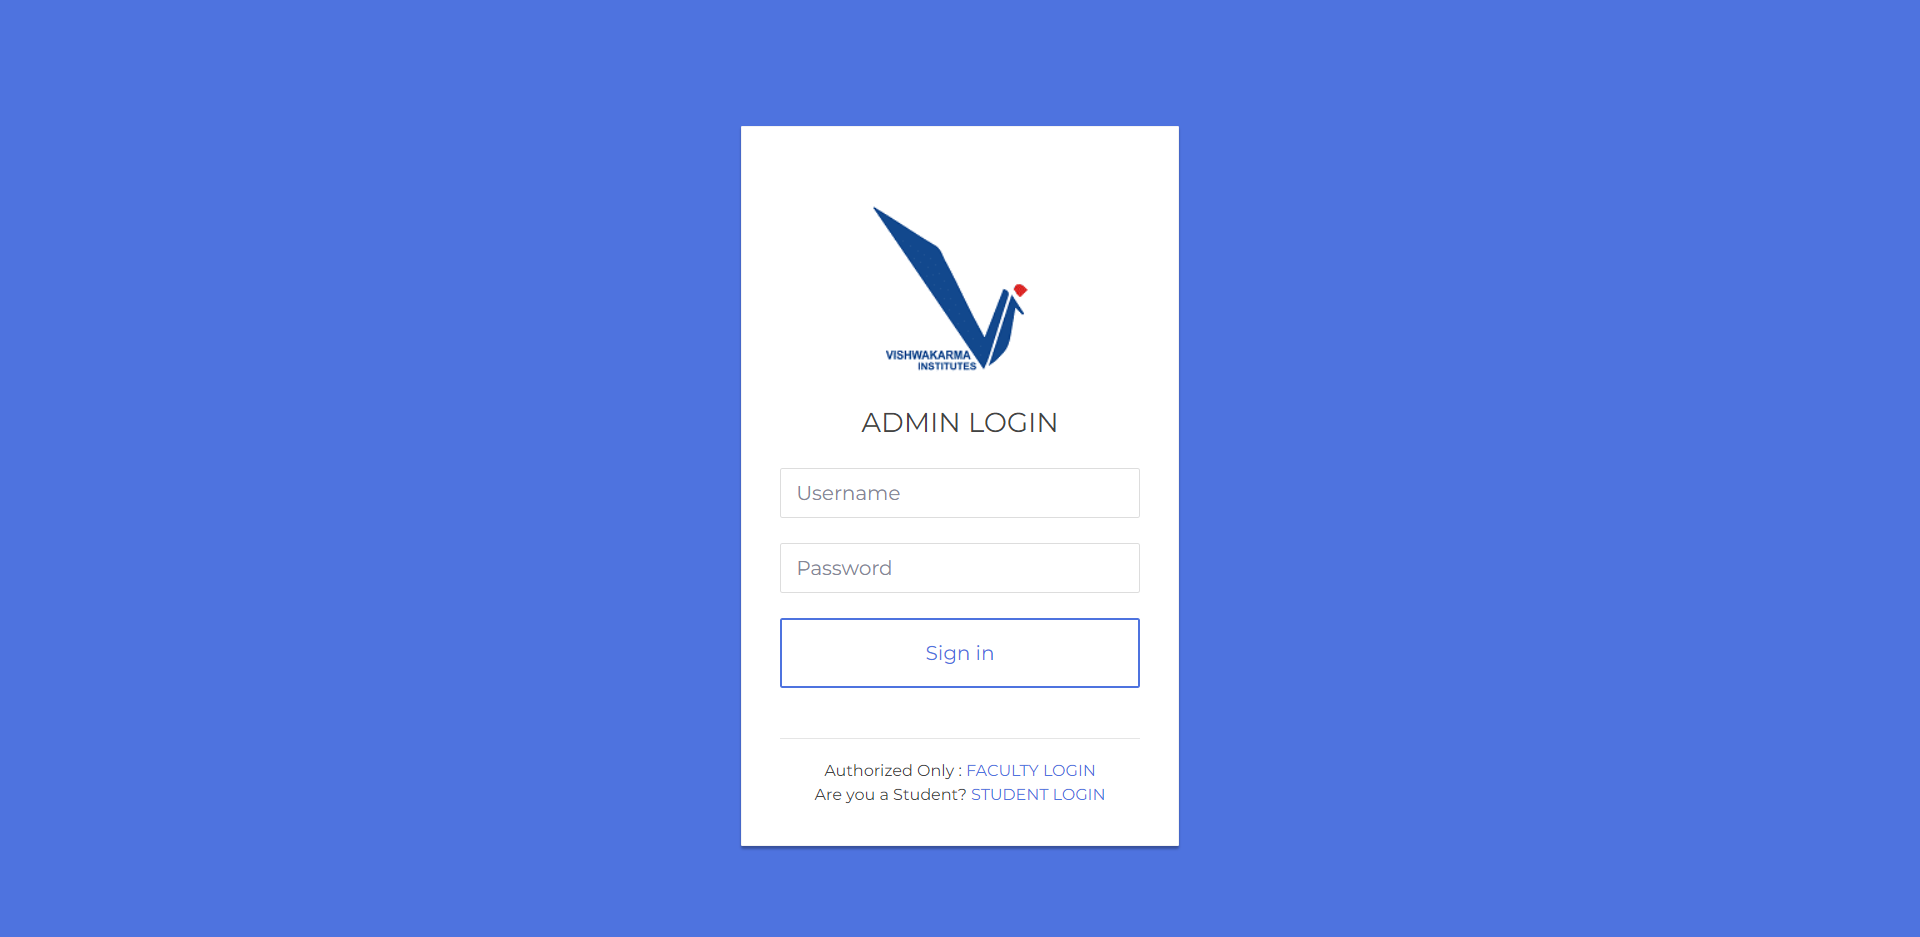 VISHWAKARMA
INSTITUTES
ADMIN LOGIN
Username
Password
Sign in
Authorized Only : FACULTY LOGIN
Are you a Student? STUDENT LOGIN